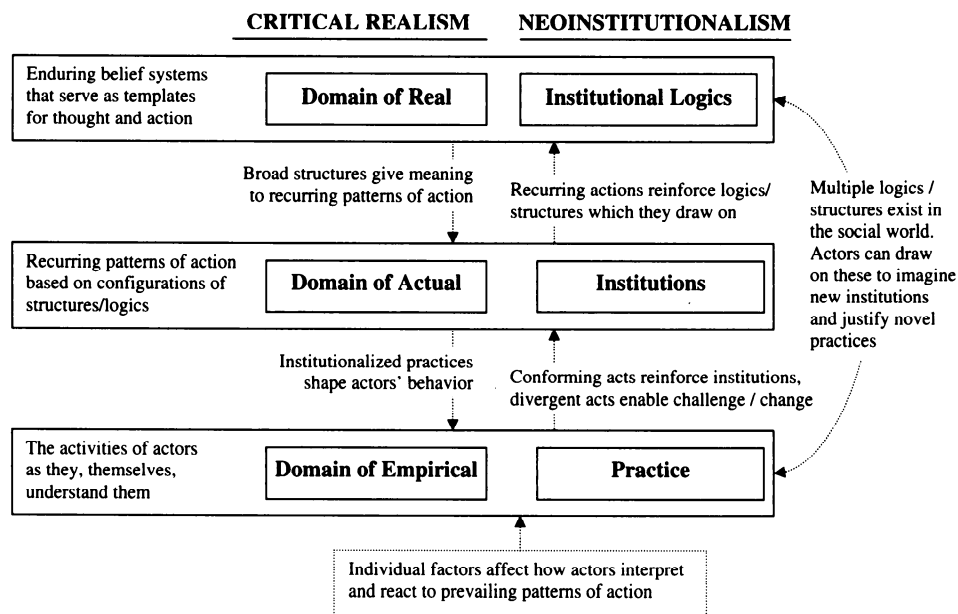 CRITICAL REALISM
NEOINSTITUTIONALISM
Enduring belief systems
that serve as templates
for thought and action
Domain of Real
Institutional Logics
Broad structures give meaning
to recurring patterns of action
Recurring actions reinforce logics/
structures which they draw on
Multiple logics /
structures exist in
the social world.
Actors can draw
on these to imagine
new institutions
and justify novel
practices
Recurring patterns of action
based on configurations of
structures/logics
Domain of Actual
Institutions
Institutionalized practices
shape actors' behavior
Conforming acts reinforce institutions,
divergent acts enable challenge / change
The activities of actors
as they, themselves,
understand them
Domain of Empirical
Practice
Individual factors affect how actors interpret
and react to prevailing patterns of action